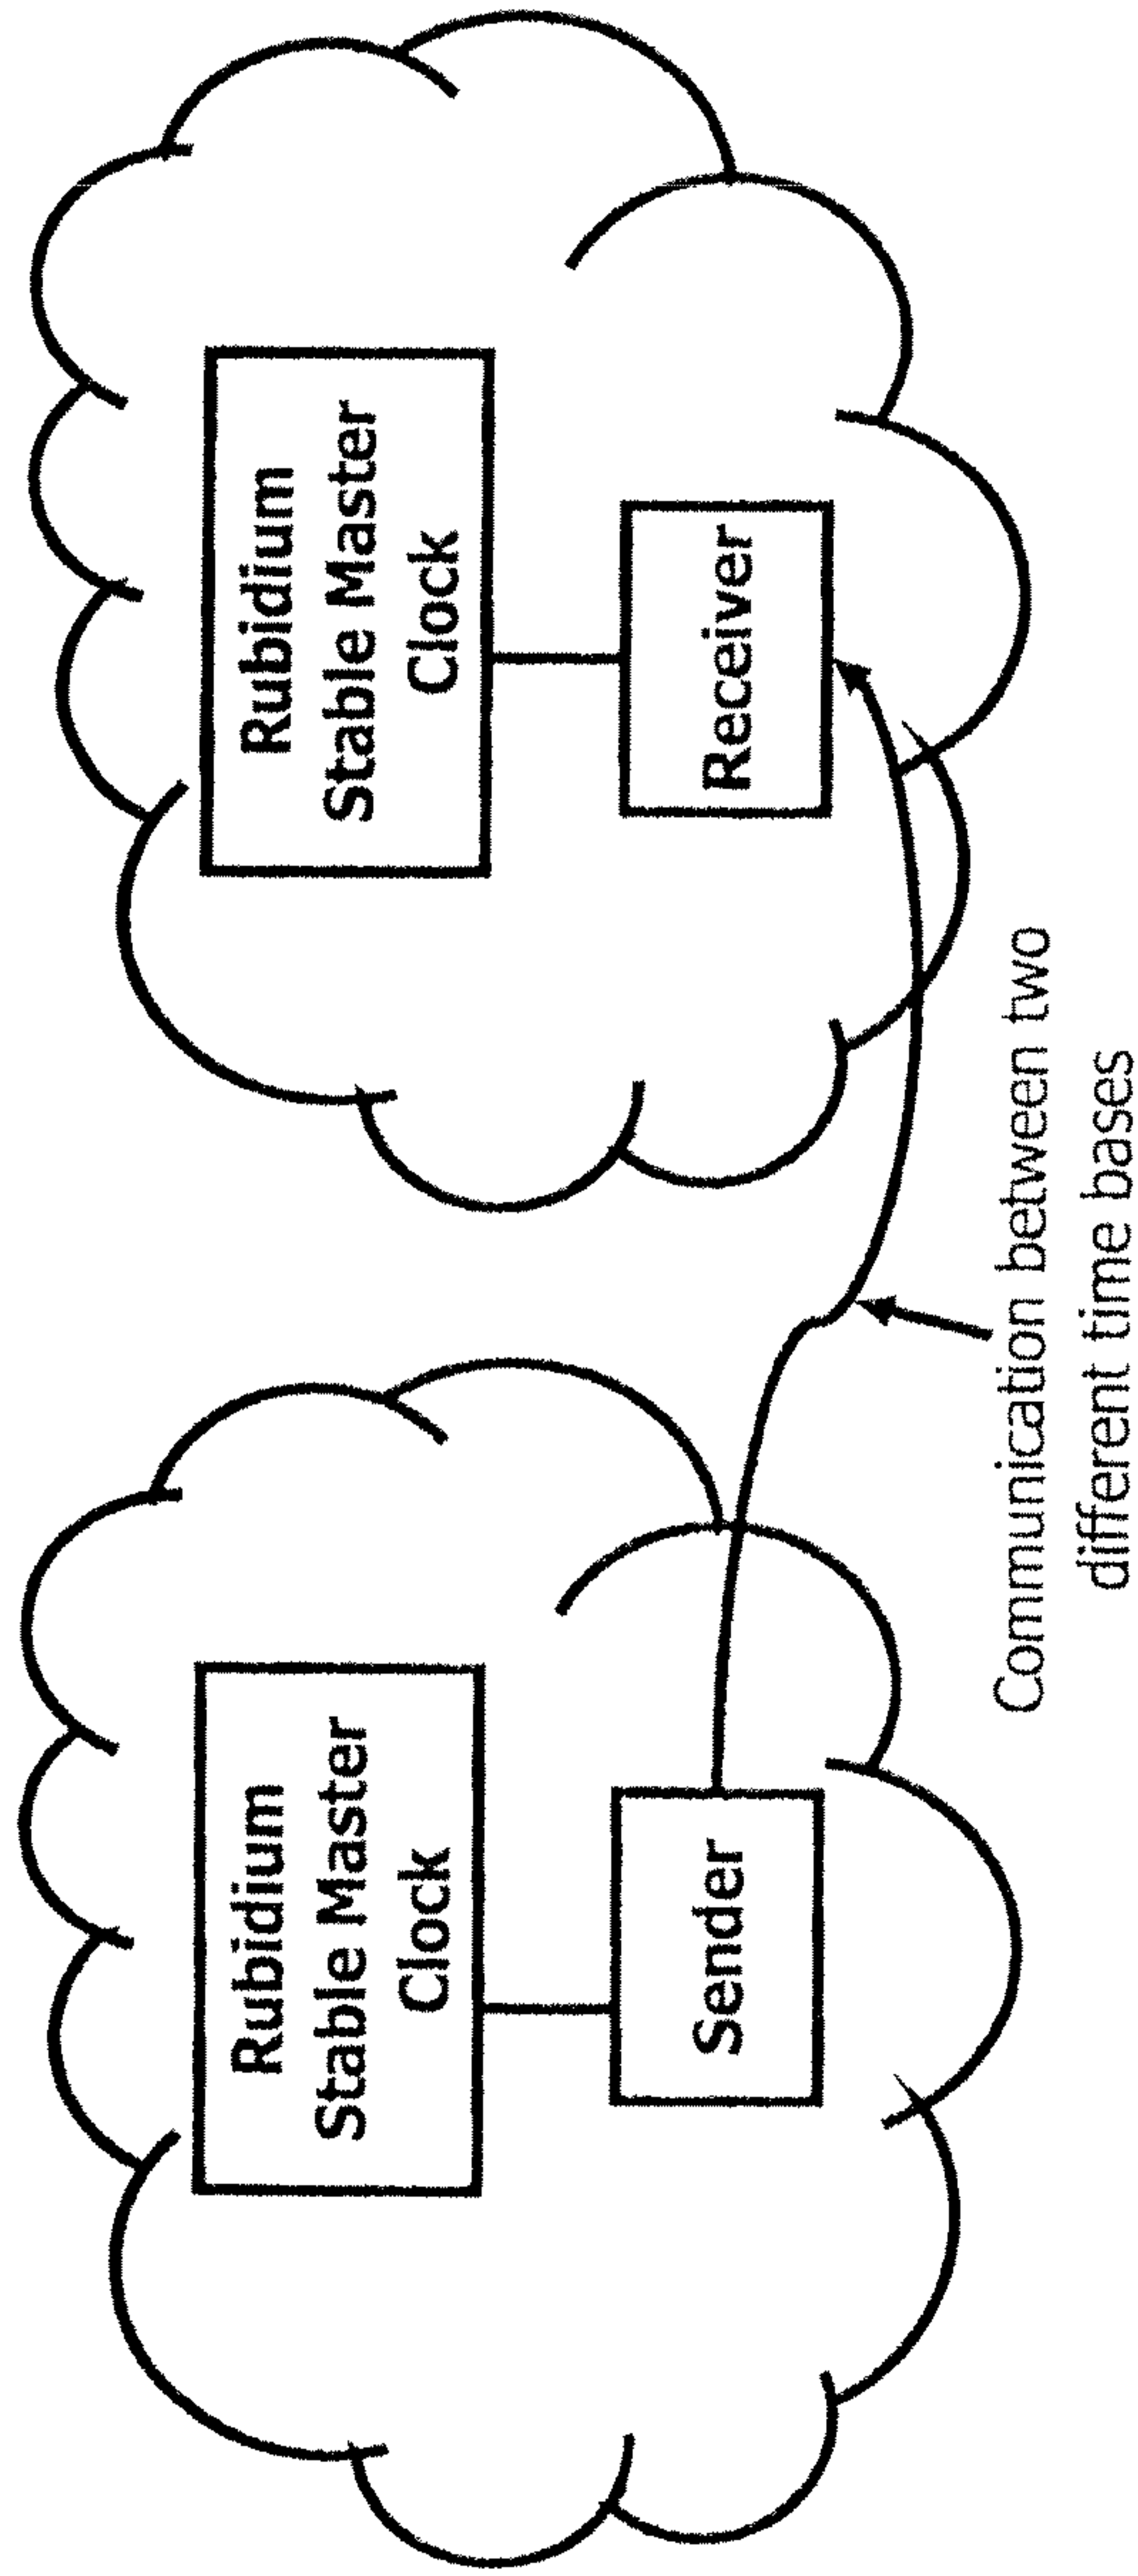 Rubidium
Stable Master
Clock
Sender
Rubidium
Stable Master
Clock
Receiver
Communication between two
different time bases